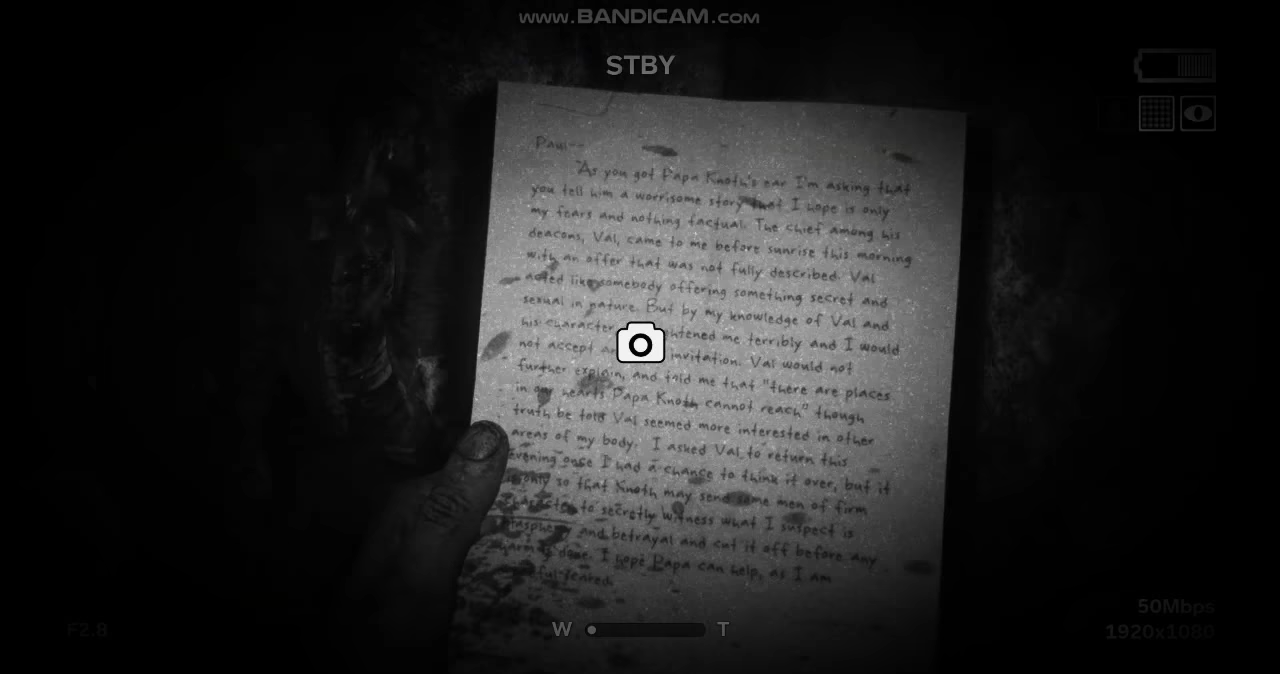 www.BANDICAM.com
STBY
Paul--
As you got Papa Knoth's ear I'm asking that
you tell him a worrisome story that I hope is only
my fears and nothing factual. The chief among his
deacons, Val, came to me before sunrise this morning
with an offer that was not fully described. Val
acted like somebody offering something secret and
sexual in nature. But by my knowledge of Val and
his character me terribly and I would
not accept invitation. Val would not
further explain, and told me that "there are places
in our hearts Papa Knoth cannot reach" though
truth be told Val seemed more interested in other
areas of my body. I asked Val to return this
evening once I had a chance to think it over, but it
is only so that Knoth may send some men of firm
character to secretly witness what I suspect is
blasphemy and betrayal and cut it off before any
harm is done. I hope Papa can help, as I am
scared.
F2.8
W T
50Mbps
1920x1080